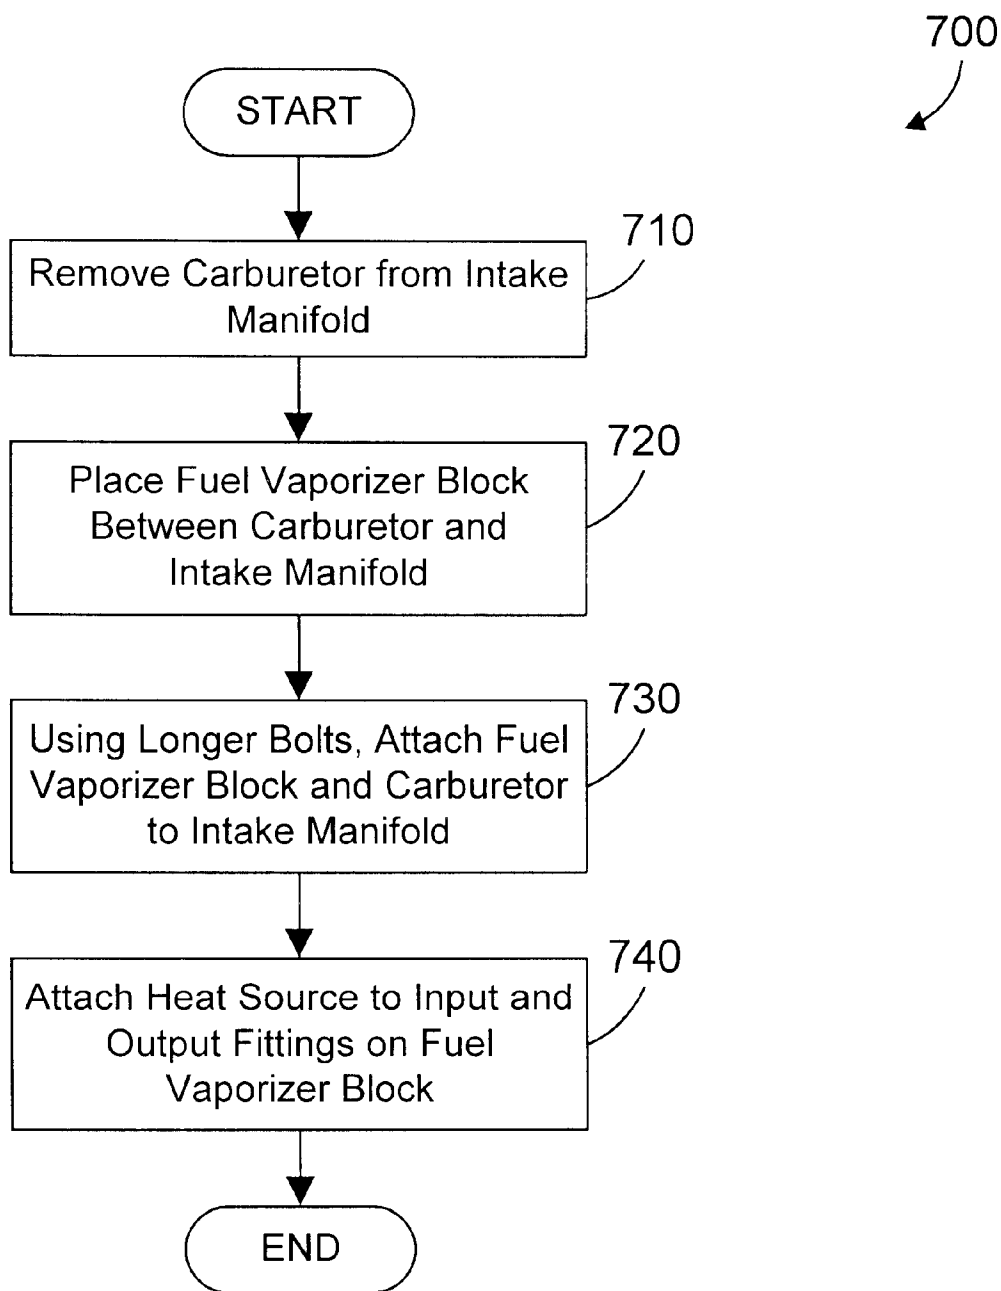 700
START
710
Remove Carburetor from Intake
Manifold
720
Place Fuel Vaporizer Block
Between Carburetor and
Intake Manifold
730
Using Longer Bolts, Attach Fuel
Vaporizer Block and Carburetor
to Intake Manifold
740
Attach Heat Source to Input and
Output Fittings on Fuel
Vaporizer Block
END